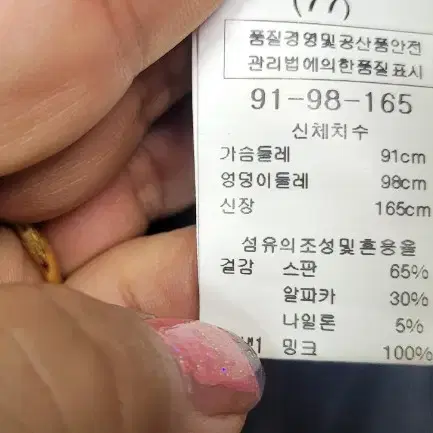 (77)
품질경영및공산품안전
관리법에의한품질표시
91-98-165
신체치수
가슴둘레 91cm
엉덩이둘레 98cm
신장 165cm
섬유의조성및혼용율
겉감 스판 65%
알파카 30%
나일론 5%
1 밍크 100%